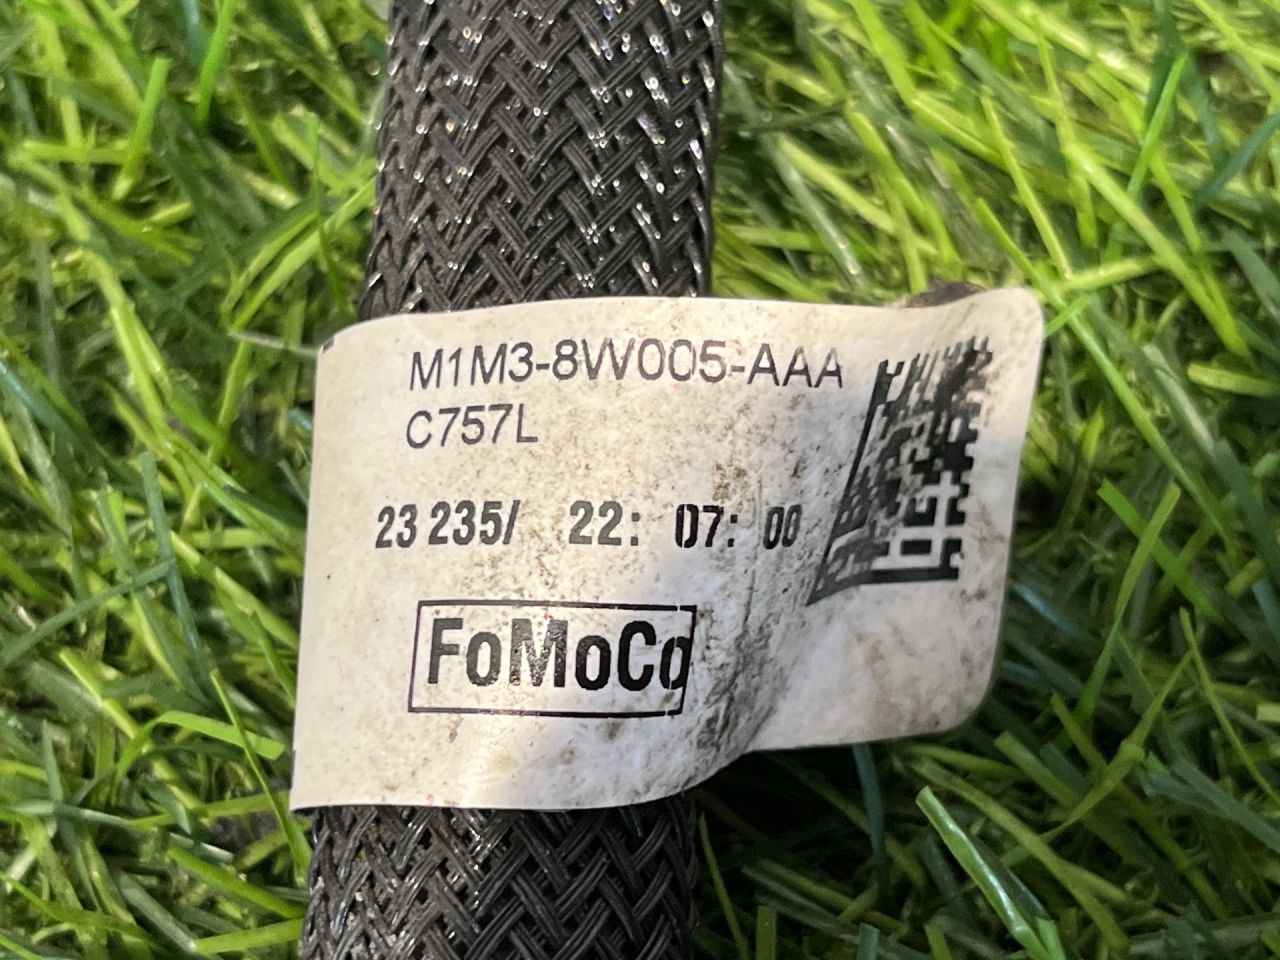 M1M3-8W005-AAA
C757L
23 235/ 22: 07: 00
FoMoCo